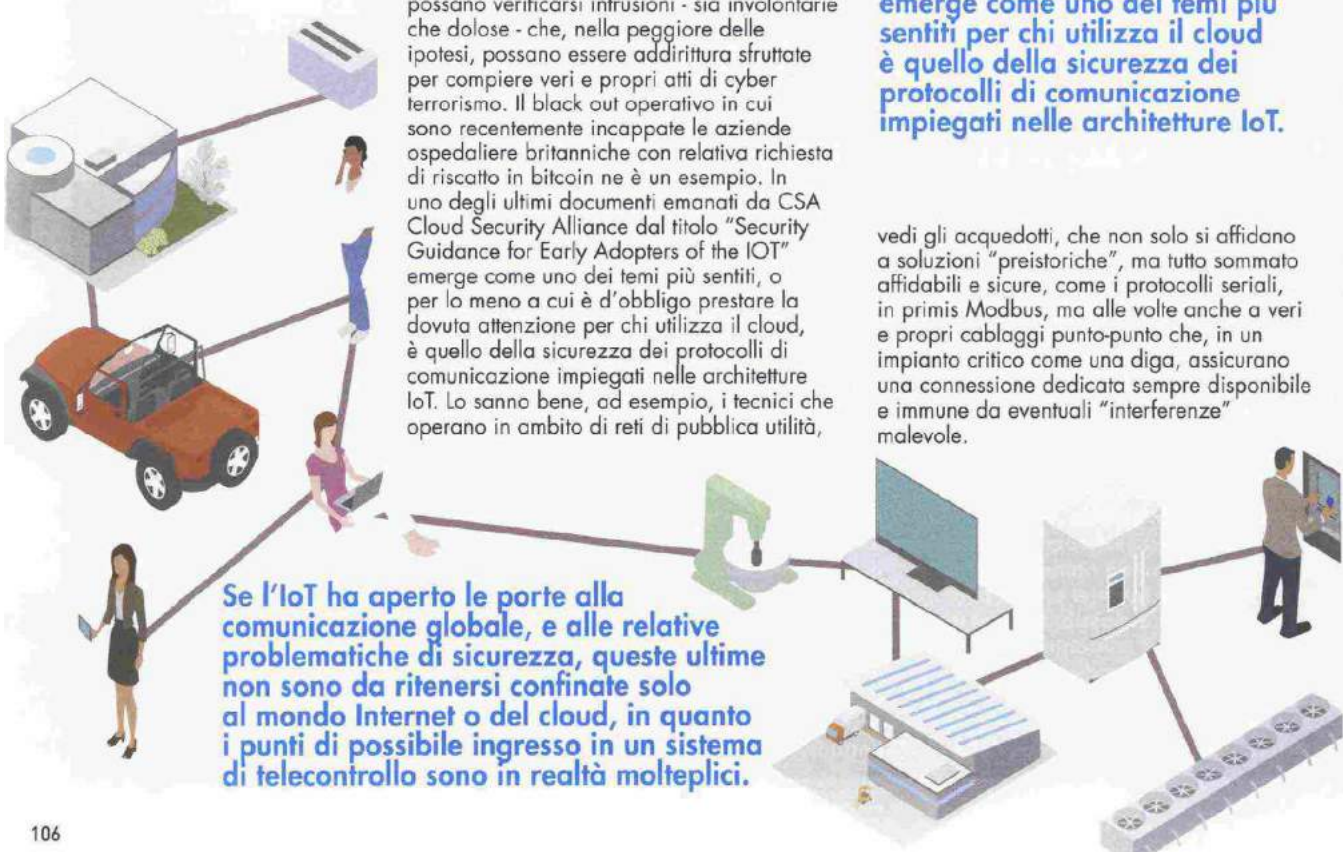 possano verificarsi intrusioni - sia involontarie
che dolose - che, nella peggiore delle
ipotesi, possano essere addirittura sfruttate
per compiere veri e propri atti di cyber
terrorismo. Il black out operativo in cui
sono recentemente incappate le aziende
ospedaliere britanniche con relativa richiesta
di riscatto in bitcoin ne è un esempio. In
uno degli ultimi documenti emanati da CSA
Cloud Security Alliance dal titolo "Security
Guidance for Early Adopters of the IOT"
emerge come uno dei temi più sentiti, o
per lo meno a cui è d'obbligo prestare la
dovuta attenzione per chi utilizza il cloud,
è quello della sicurezza dei protocolli di
comunicazione impiegati nelle architetture
IoT. Lo sanno bene, ad esempio, i tecnici che
operano in ambito di reti di pubblica utilità,
emerge come uno dei temi più
sentiti per chi utilizza il cloud
è quello della sicurezza dei
protocolli di comunicazione
impiegati nelle architetture IoT.
vedi gli acquedotti, che non solo si affidano
a soluzioni "preistoriche", ma tutto sommato
affidabili e sicure, come i protocolli seriali,
in primis Modbus, ma alle volte anche a veri
e propri cablaggi punto-punto che, in un
impianto critico come una diga, assicurano
una connessione dedicata sempre disponibile
e immune da eventuali "interferenze"
malevole.
Se l'IoT ha aperto le porte alla
comunicazione globale, e alle relative
problematiche di sicurezza, queste ultime
non sono da ritenersi confinate solo
al mondo Internet o del cloud, in quanto
i punti di possibile ingresso in un sistema
di telecontrollo sono in realtà molteplici.
106